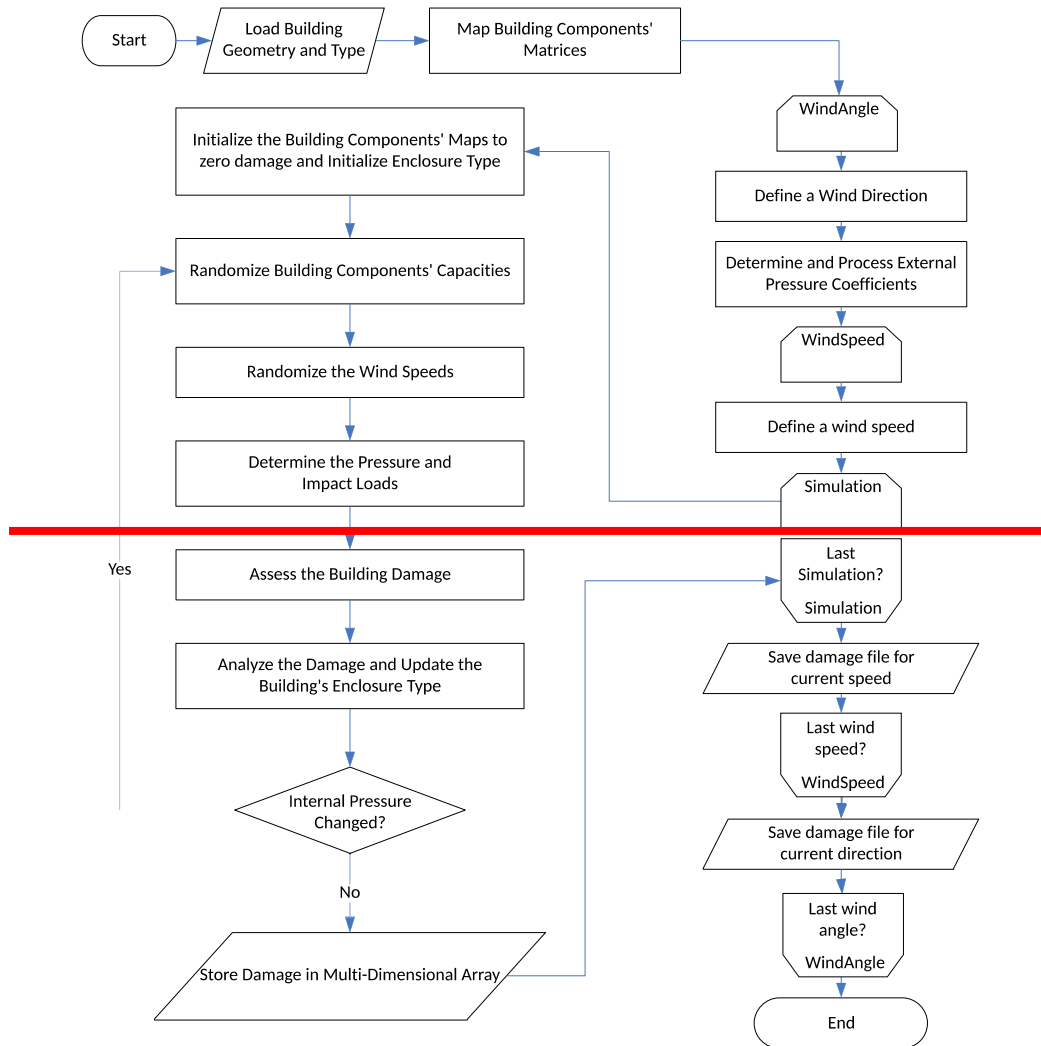 Start
Load Building
Geometry and Type
Map Building Components'
Matrices
WindAngle
Define a Wind Direction
Determine and Process External
Pressure Coefficients
WindSpeed
Define a wind speed
Simulation
Initialize the Building Components' Maps to
zero damage and Initialize Enclosure Type
Randomize Building Components' Capacities
Randomize the Wind Speeds
Determine the Pressure and
Impact Loads
Assess the Building Damage
Analyze the Damage and Update the
Building's Enclosure Type
Internal Pressure
Changed?
Yes
No
Store Damage in Multi-Dimensional Array
Last
Simulation?
Simulation
Save damage file for
current speed
Last wind
speed?
WindSpeed
Save damage file for
current direction
Last wind
angle?
WindAngle
End